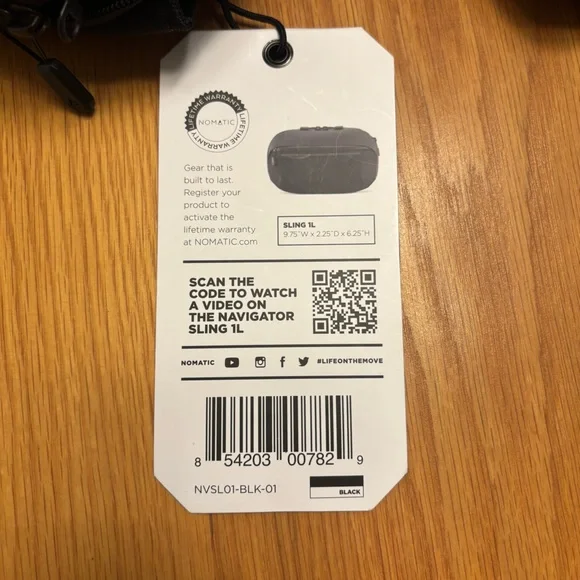 LIFETIME WARRANTY
LIFETIME WARRANTY
NOMATIC
Gear that is
built to last.
Register your
product to
activate the
lifetime warranty
at NOMATIC.com
SLING 1L
9.75"W x 2.25"D x 6.25"H
SCAN THE
CODE TO WATCH
A VIDEO ON
THE NAVIGATOR
SLING 1L
NOMATIC #LIFEONTHEMOVE
8 54203 00782 9
NVSL01-BLK-01
BLACK